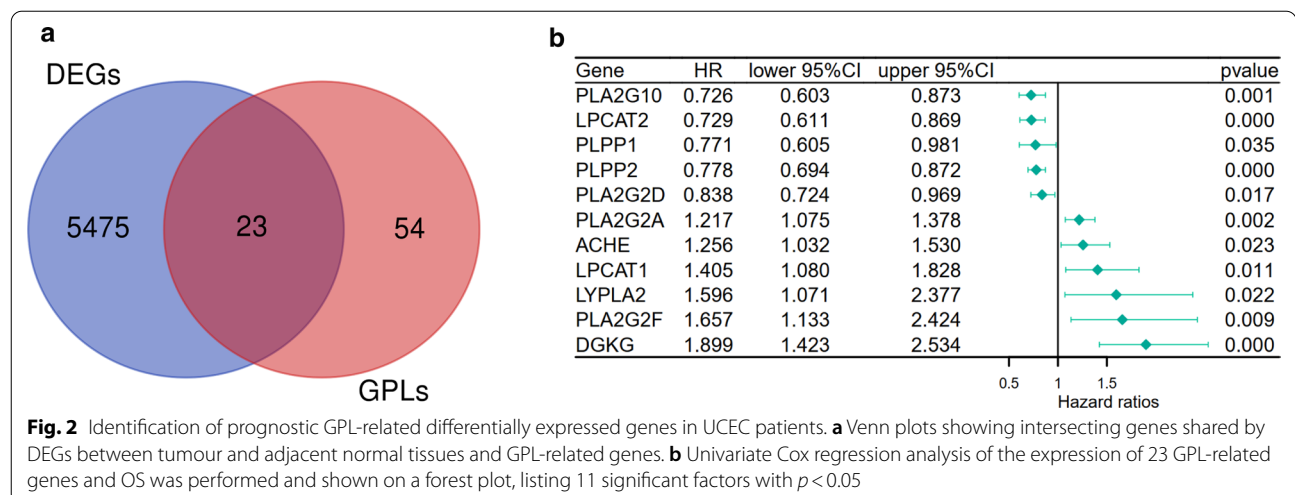 a
DEGs
5475
23
54
GPLs
b
Gene HR lower 95%CI upper 95%CI pvalue
PLA2G10 0.726 0.603 0.873 0.001
LPCAT2 0.729 0.611 0.869 0.000
PLPP1 0.771 0.605 0.981 0.035
PLPP2 0.778 0.694 0.872 0.000
PLA2G2D 0.838 0.724 0.969 0.017
PLA2G2A 1.217 1.075 1.378 0.002
ACHE 1.256 1.032 1.530 0.023
LPCAT1 1.405 1.080 1.828 0.011
LYPLA2 1.596 1.071 2.377 0.022
PLA2G2F 1.657 1.133 2.424 0.009
DGKG 1.899 1.423 2.534 0.000
0.5 1 1.5
Hazard ratios
Fig. 2 Identification of prognostic GPL-related differentially expressed genes in UCEC patients. a Venn plots showing intersecting genes shared by
DEGs between tumour and adjacent normal tissues and GPL-related genes. b Univariate Cox regression analysis of the expression of 23 GPL-related
genes and OS was performed and shown on a forest plot, listing 11 significant factors with p < 0.05